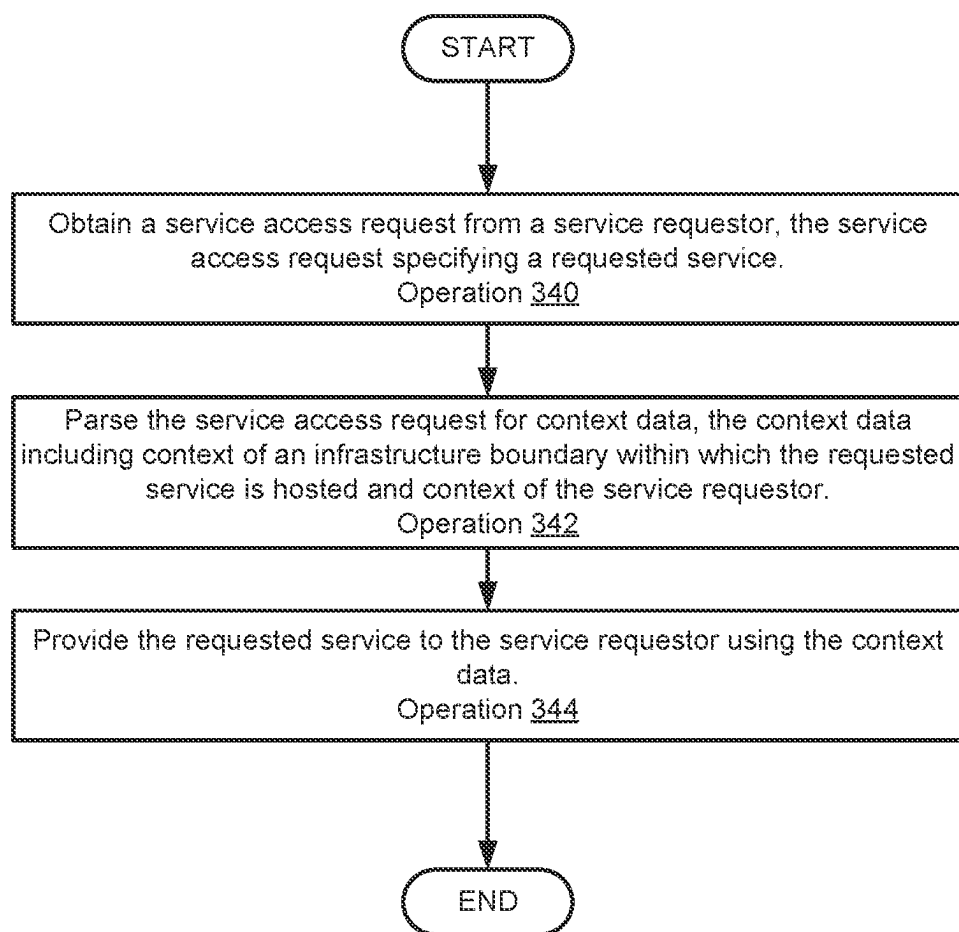 START
Obtain a service access request from a service requestor, the service
access request specifying a requested service.
Operation 340
Parse the service access request for context data, the context data
including context of an infrastructure boundary within which the requested
service is hosted and context of the service requestor.
Operation 342
Provide the requested service to the service requestor using the context
data.
Operation 344
END